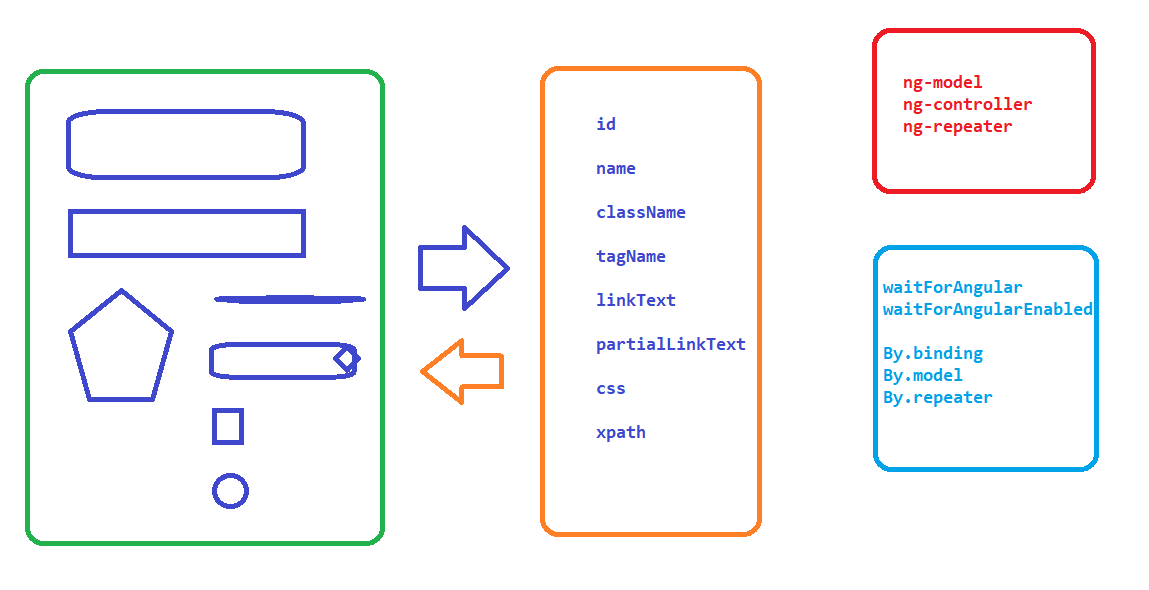 id
name
className
tagName
linkText
partialLinkText
css
xpath
ng-model
ng-controller
ng-repeater
waitForAngular
waitForAngularEnabled
By.binding
By.model
By.repeater